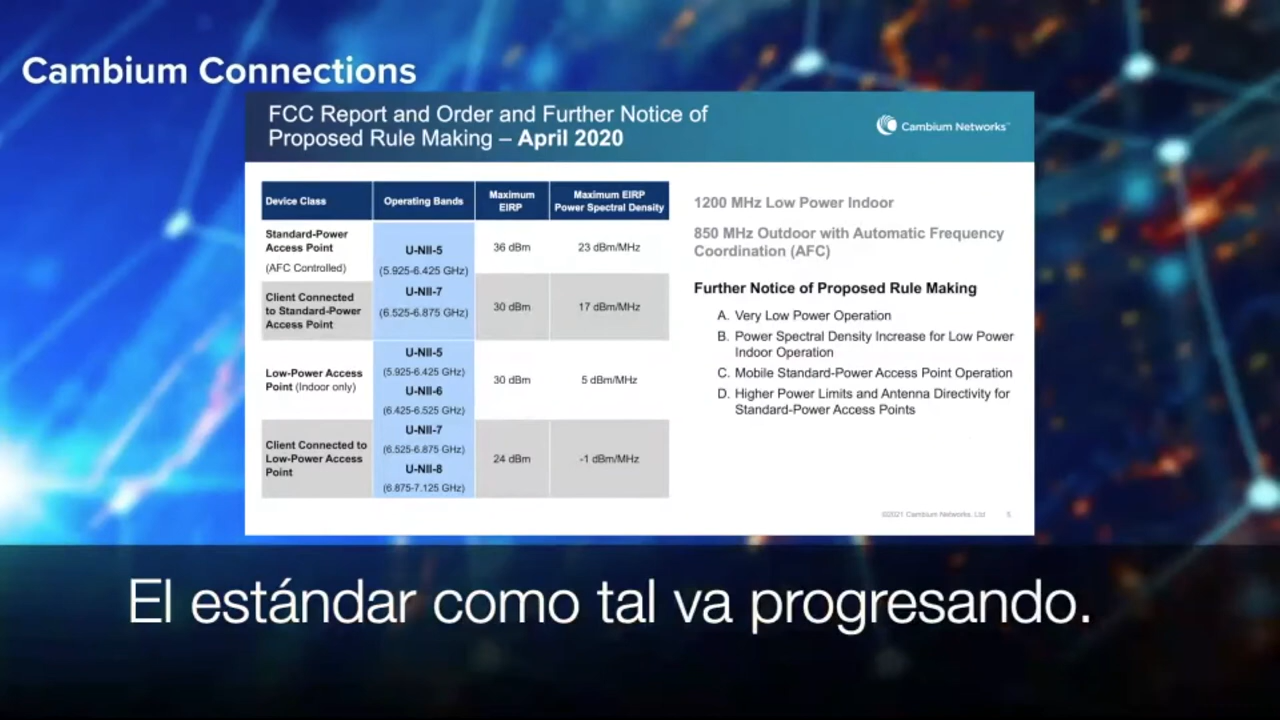 Cambium Connections
FCC Report and Order and Further Notice of
Proposed Rule Making – April 2020
Cambium Networks™
Device Class
Operating Bands
Maximum
EIRP
Maximum EIRP
Power Spectral Density
Standard-Power
Access Point
(AFC Controlled)
U-NII-5
(5.925-6.425 GHz)
U-NII-7
(6.525-6.875 GHz)
36 dBm
23 dBm/MHz
Client Connected
to Standard-Power
Access Point
30 dBm
17 dBm/MHz
Low-Power Access
Point (Indoor only)
U-NII-5
(5.925-6.425 GHz)
U-NII-6
(6.425-6.525 GHz)
U-NII-7
(6.525-6.875 GHz)
U-NII-8
(6.875-7.125 GHz)
30 dBm
5 dBm/MHz
Client Connected to
Low-Power Access
Point
24 dBm
-1 dBm/MHz
1200 MHz Low Power Indoor
850 MHz Outdoor with Automatic Frequency
Coordination (AFC)
Further Notice of Proposed Rule Making
A. Very Low Power Operation
B. Power Spectral Density Increase for Low Power
Indoor Operation
C. Mobile Standard-Power Access Point Operation
D. Higher Power Limits and Antenna Directivity for
Standard-Power Access Points
©2021 Cambium Networks, Ltd
5
El estándar como tal va progresando.